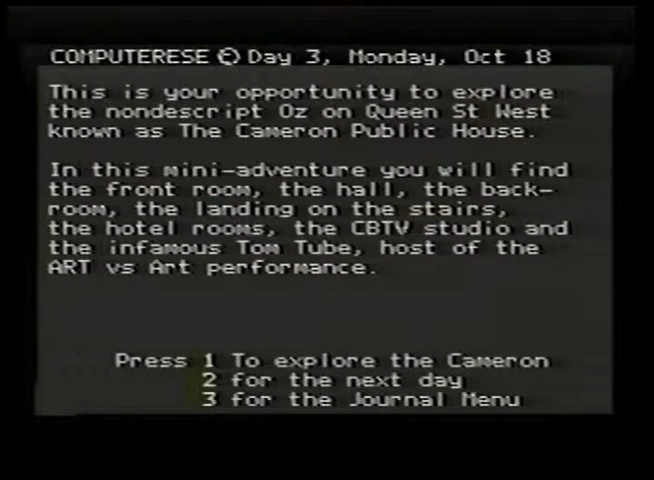 COMPUTERESE © Day 3, Monday, Oct 18
This is your opportunity to explore
the nondescript Oz on Queen St West
known as The Cameron Public House.
In this mini-adventure you will find
the front room, the hall, the back-
room, the landing on the stairs,
the hotel rooms, the CBTV studio and
the infamous Tom Tube, host of the
ART vs Art performance.
Press 1 To explore the Cameron
2 for the next day
3 for the Journal Menu